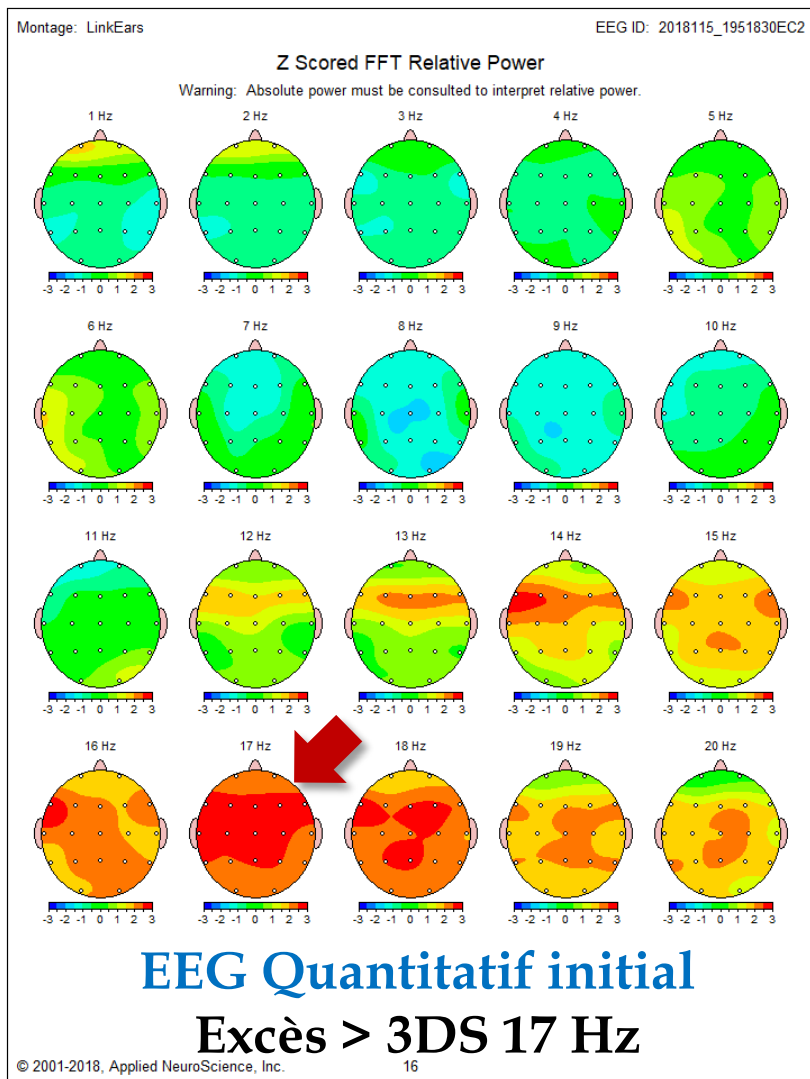 Montage: LinkEars EEG ID: 2018115_1951830EC2
Z Scored FFT Relative Power
Warning: Absolute power must be consulted to interpret relative power.
1 Hz 2 Hz 3 Hz 4 Hz 5 Hz
-3 -2 -1 0 1 2 3 -3 -2 -1 0 1 2 3 -3 -2 -1 0 1 2 3 -3 -2 -1 0 1 2 3 -3 -2 -1 0 1 2 3
6 Hz 7 Hz 8 Hz 9 Hz 10 Hz
-3 -2 -1 0 1 2 3 -3 -2 -1 0 1 2 3 -3 -2 -1 0 1 2 3 -3 -2 -1 0 1 2 3 -3 -2 -1 0 1 2 3
11 Hz 12 Hz 13 Hz 14 Hz 15 Hz
-3 -2 -1 0 1 2 3 -3 -2 -1 0 1 2 3 -3 -2 -1 0 1 2 3 -3 -2 -1 0 1 2 3 -3 -2 -1 0 1 2 3
16 Hz 17 Hz 18 Hz 19 Hz 20 Hz
-3 -2 -1 0 1 2 3 -3 -2 -1 0 1 2 3 -3 -2 -1 0 1 2 3 -3 -2 -1 0 1 2 3 -3 -2 -1 0 1 2 3
EEG Quantitatif initial
Excès > 3DS 17 Hz
© 2001-2018, Applied NeuroScience, Inc. 16